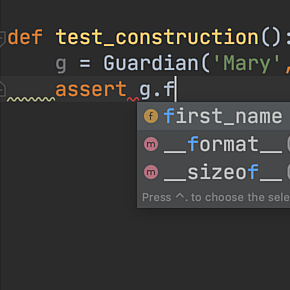 def test_construction():
g = Guardian('Mary',
assert g.f
f first_name
m __format__(
m __sizeof__(
Press ^. to choose the sele